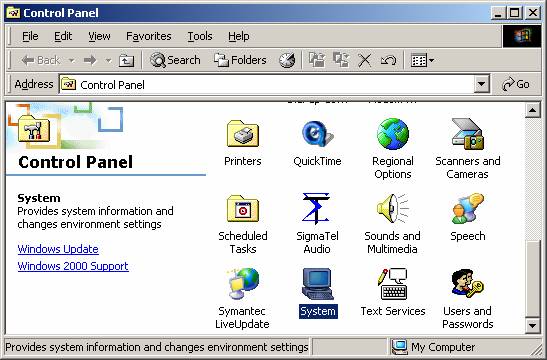 Control Panel
File Edit View Favorites Tools Help
Back Search Folders
Address Control Panel Go
Control Panel
System
Provides system information and
changes environment settings
Windows Update
Windows 2000 Support
Printers QuickTime Regional
Options Scanners and
Cameras
Scheduled
Tasks SigmaTel
Audio Sounds and
Multimedia Speech
Symantec
LiveUpdate System Text Services Users and
Passwords
Provides system information and changes environment settings My Computer